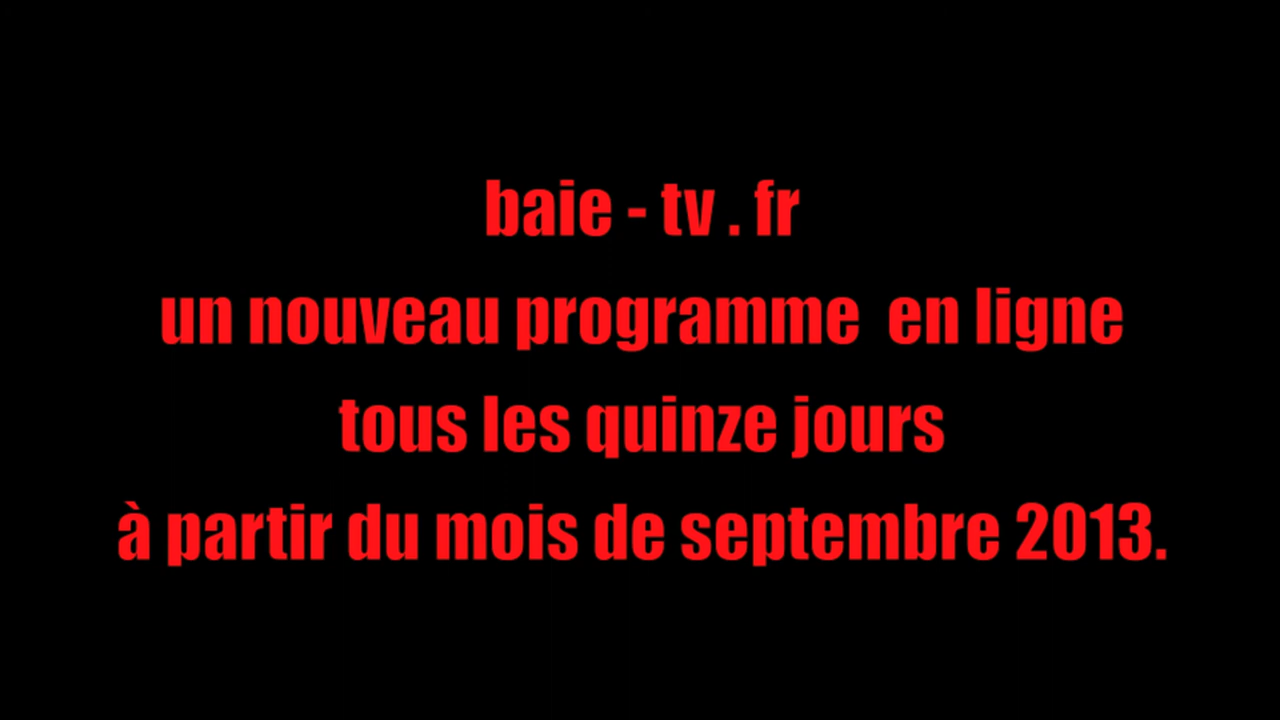 baie - tv . fr
un nouveau programme  en ligne
tous les quinze jours
à partir du mois de septembre 2013.